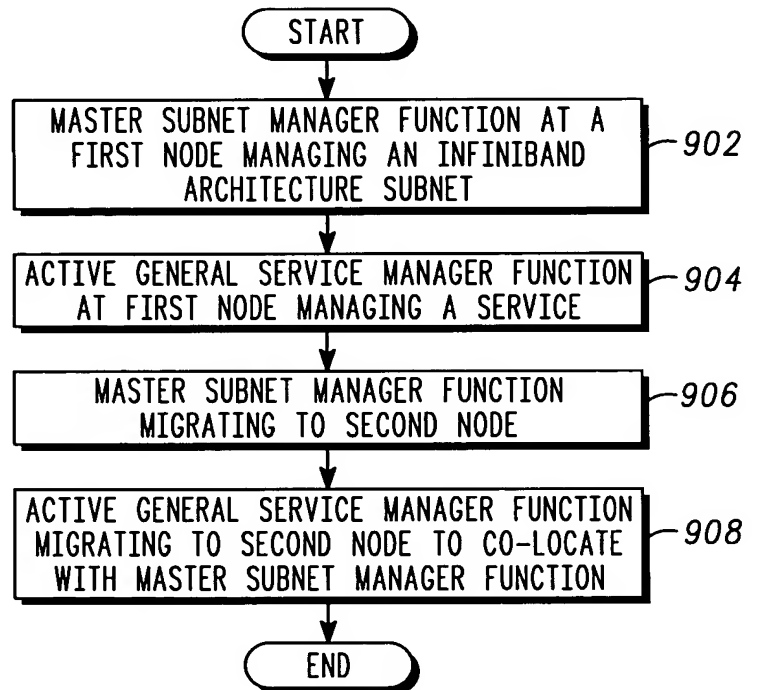 START
MASTER SUBNET MANAGER FUNCTION AT A
FIRST NODE MANAGING AN INFINIBAND
ARCHITECTURE SUBNET
902
ACTIVE GENERAL SERVICE MANAGER FUNCTION
AT FIRST NODE MANAGING A SERVICE
904
MASTER SUBNET MANAGER FUNCTION
MIGRATING TO SECOND NODE
906
ACTIVE GENERAL SERVICE MANAGER FUNCTION
MIGRATING TO SECOND NODE TO CO-LOCATE
WITH MASTER SUBNET MANAGER FUNCTION
908
END